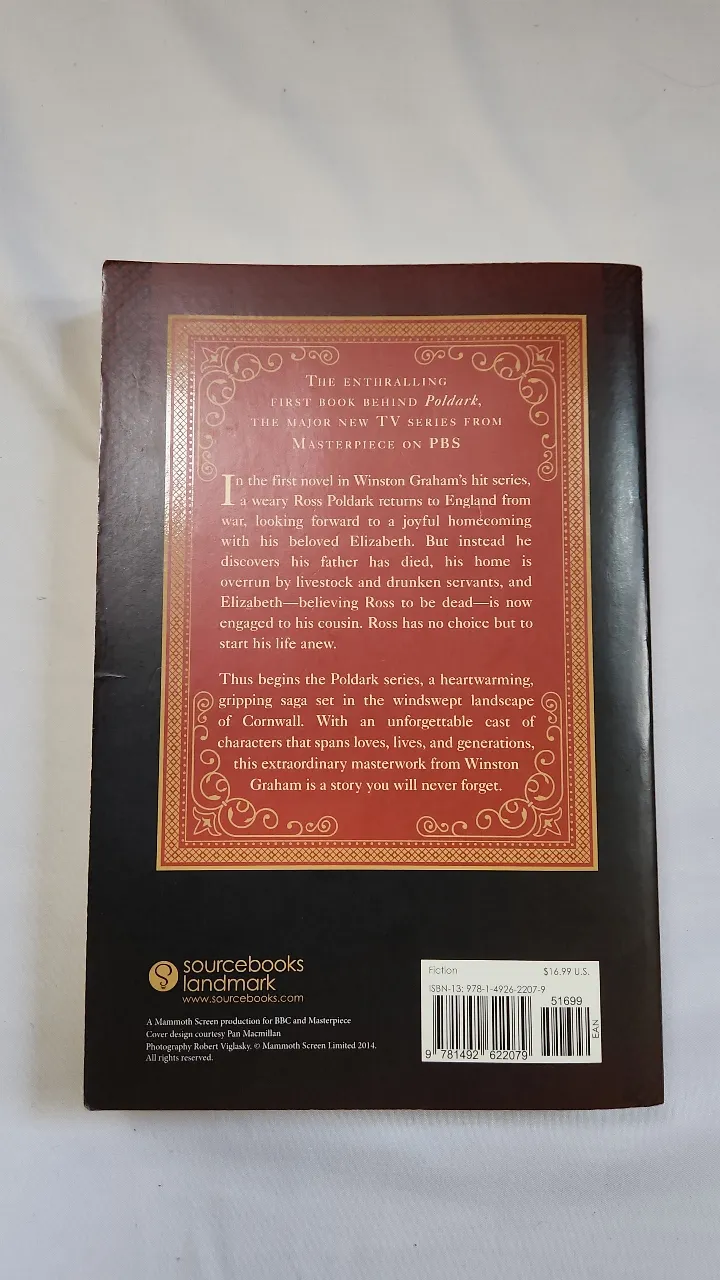 THE ENTHRALLING
FIRST BOOK BEHIND Poldark,
THE MAJOR NEW TV SERIES FROM
MASTERPIECE ON PBS
In the first novel in Winston Graham's hit series,
a weary Ross Poldark returns to England from
war, looking forward to a joyful homecoming
with his beloved Elizabeth. But instead he
discovers his father has died, his home is
overrun by livestock and drunken servants, and
Elizabeth—believing Ross to be dead—is now
engaged to his cousin. Ross has no choice but to
start his life anew.
Thus begins the Poldark series, a heartwarming,
gripping saga set in the windswept landscape
of Cornwall. With an unforgettable cast of
characters that spans loves, lives, and generations,
this extraordinary masterwork from Winston
Graham is a story you will never forget.
sourcebooks
landmark
www.sourcebooks.com
A Mammoth Screen production for BBC and Masterpiece
Cover design courtesy Pan Macmillan
Photography Robert Viglasky. © Mammoth Screen Limited 2014.
All rights reserved.
Fiction $16.99 U.S.
ISBN-13: 978-1-4926-2207-9
51699
EAN
9 781492 622079